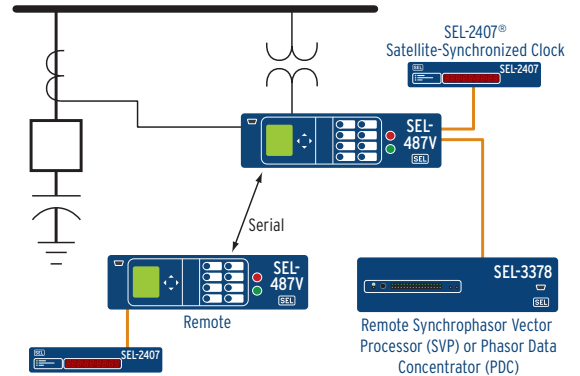 SEL-2407®
Satellite-Synchronized Clock
SEL
SEL-2407
SEL-
487V
SEL
Serial
SEL-
487V
SEL
Remote
SEL-3378
SEL
Remote Synchrophasor Vector
Processor (SVP) or Phasor Data
Concentrator (PDC)
SEL
SEL-2407